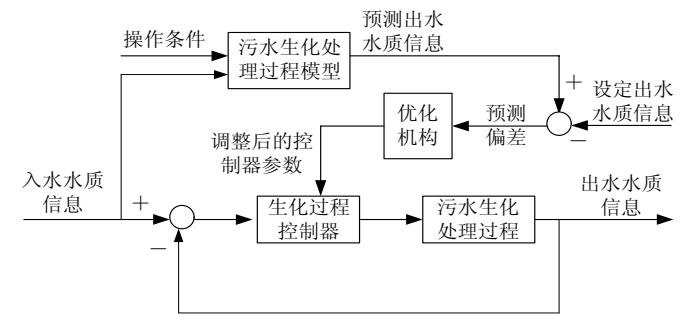 预测出水
水质信息
操作条件
污水生化处
理过程模型
+
设定出水
水质信息
优化
机构
预测
偏差
−
调整后的控
制器参数
入水水质
信息
+
生化过程
控制器
污水生化
处理过程
出水水质
信息
−